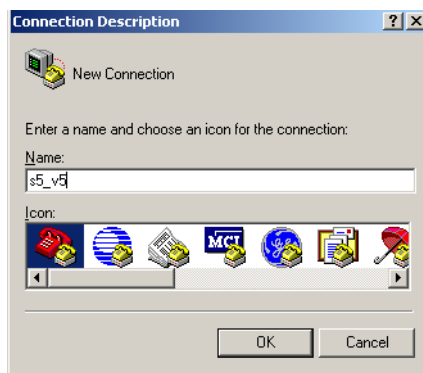 Connection Description
New Connection
Enter a name and choose an icon for the connection:
Name:
s5_v5
Icon:
MCI
OK Cancel